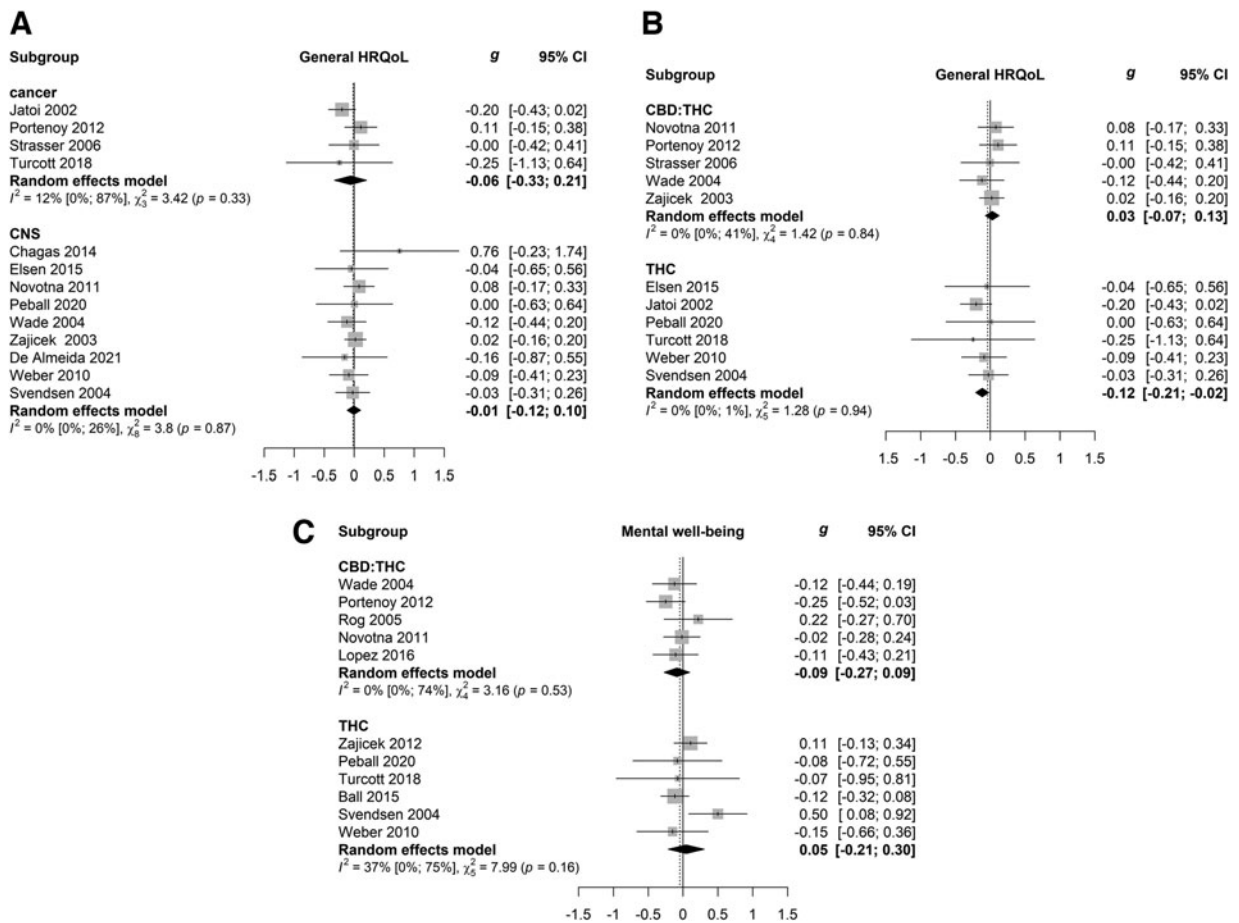 A
Subgroup General HRQoL g 95% CI
cancer
Jatoi 2002 -0.20 [-0.43; 0.02]
Portenoy 2012 0.11 [-0.15; 0.38]
Strasser 2006 -0.00 [-0.42; 0.41]
Turcott 2018 -0.25 [-1.13; 0.64]
Random effects model -0.06 [-0.33; 0.21]
I² = 12% [0%; 87%], χ²₃ = 3.42 (p = 0.33)
CNS
Chagas 2014 0.76 [-0.23; 1.74]
Elsen 2015 -0.04 [-0.65; 0.56]
Novotna 2011 0.08 [-0.17; 0.33]
Peball 2020 0.00 [-0.63; 0.64]
Wade 2004 -0.12 [-0.44; 0.20]
Zajicek 2003 0.02 [-0.16; 0.20]
De Almeida 2021 -0.16 [-0.87; 0.55]
Weber 2010 -0.09 [-0.41; 0.23]
Svendsen 2004 -0.03 [-0.31; 0.26]
Random effects model -0.01 [-0.12; 0.10]
I² = 0% [0%; 26%], χ²₈ = 3.8 (p = 0.87)
-1.5 -1 -0.5 0 0.5 1 1.5
B
Subgroup General HRQoL g 95% CI
CBD:THC
Novotna 2011 0.08 [-0.17; 0.33]
Portenoy 2012 0.11 [-0.15; 0.38]
Strasser 2006 -0.00 [-0.42; 0.41]
Wade 2004 -0.12 [-0.44; 0.20]
Zajicek 2003 0.02 [-0.16; 0.20]
Random effects model 0.03 [-0.07; 0.13]
I² = 0% [0%; 41%], χ²₄ = 1.42 (p = 0.84)
THC
Elsen 2015 -0.04 [-0.65; 0.56]
Jatoi 2002 -0.20 [-0.43; 0.02]
Peball 2020 0.00 [-0.63; 0.64]
Turcott 2018 -0.25 [-1.13; 0.64]
Weber 2010 -0.09 [-0.41; 0.23]
Svendsen 2004 -0.03 [-0.31; 0.26]
Random effects model -0.12 [-0.21; -0.02]
I² = 0% [0%; 1%], χ²₅ = 1.28 (p = 0.94)
1.5 -1 -0.5 0 0.5 1 1.5
C
Subgroup Mental well-being g 95% CI
CBD:THC
Wade 2004 -0.12 [-0.44; 0.19]
Portenoy 2012 -0.25 [-0.52; 0.03]
Rog 2005 0.22 [-0.27; 0.70]
Novotna 2011 -0.02 [-0.28; 0.24]
Lopez 2016 -0.11 [-0.43; 0.21]
Random effects model -0.09 [-0.27; 0.09]
I² = 0% [0%; 74%], χ²₄ = 3.16 (p = 0.53)
THC
Zajicek 2012 0.11 [-0.13; 0.34]
Peball 2020 -0.08 [-0.72; 0.55]
Turcott 2018 -0.07 [-0.95; 0.81]
Ball 2015 -0.12 [-0.32; 0.08]
Svendsen 2004 0.50 [ 0.08; 0.92]
Weber 2010 -0.15 [-0.66; 0.36]
Random effects model 0.05 [-0.21; 0.30]
I² = 37% [0%; 75%], χ²₅ = 7.99 (p = 0.16)
-1.5 -1 -0.5 0 0.5 1 1.5